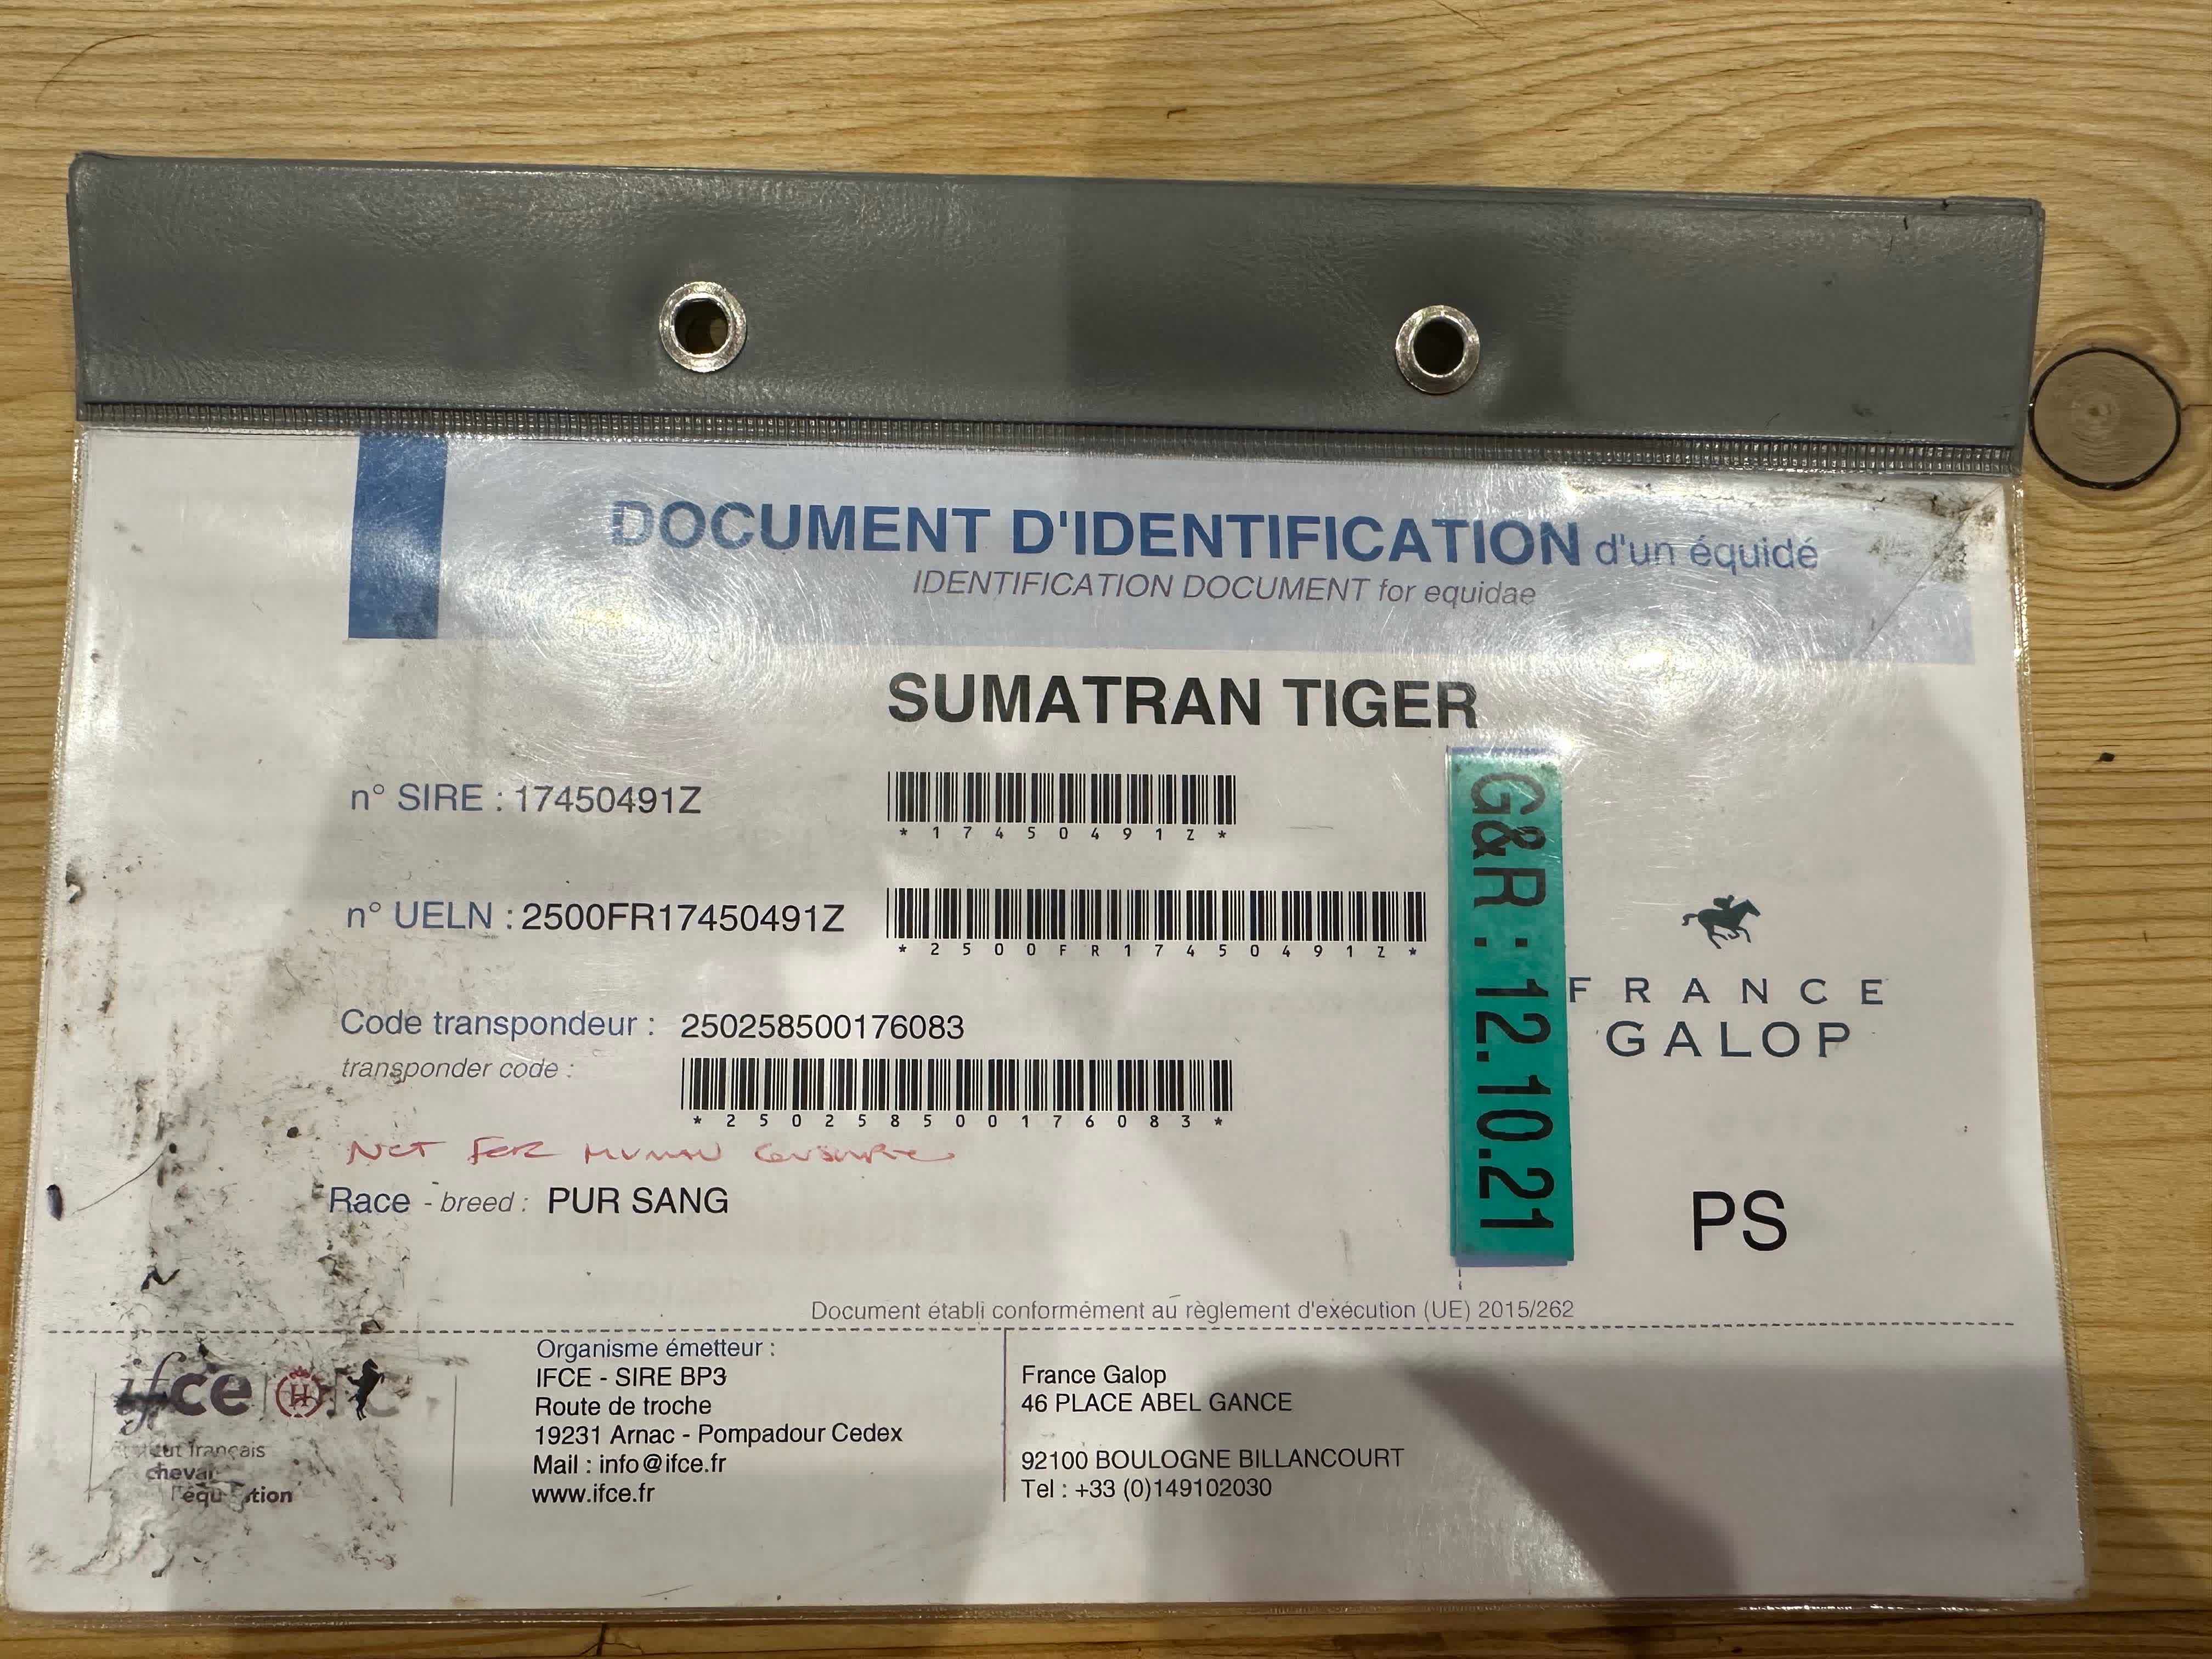 DOCUMENT D'IDENTIFICATION d'un équidé
IDENTIFICATION DOCUMENT for equidae
SUMATRAN TIGER
n° SIRE : 17450491Z
*17450491Z*
n° UELN : 2500FR17450491Z
*2500FR17450491Z*
Code transpondeur : 250258500176083
transponder code :
*250258500176083*
NOT FOR HUMAN
Race - breed : PUR SANG
G&R : 12.10.21
FRANCE
GALOP
PS
Document établi conformément au règlement d'exécution (UE) 2015/262
ifce
français
cheval
Organisme émetteur :
IFCE - SIRE BP3
Route de troche
19231 Arnac - Pompadour Cedex
Mail : info@ifce.fr
www.ifce.fr
France Galop
46 PLACE ABEL GANCE
92100 BOULOGNE BILLANCOURT
Tel : +33 (0)149102030